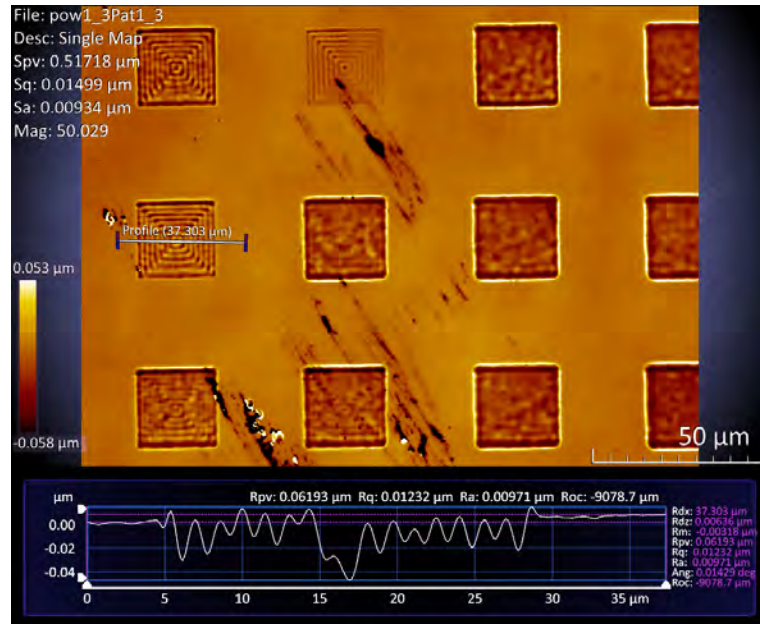 File: pow1_3Pat1_3
Desc: Single Map
Spv: 0.51718 µm
Sq: 0.01499 µm
Sa: 0.00934 µm
Mag: 50.029
Profile (37.303 µm)
0.053 µm
-0.058 µm
50 µm
µm
Rpv: 0.06193 µm Rq: 0.01232 µm Ra: 0.00971 µm Roc: -9078.7 µm
0.00
-0.02
-0.04
0 5 10 15 20 25 30 35 µm
Rdx: 37.303 µm
Rdz: 0.00636 µm
Rm: -0.00318 µm
Rpv: 0.06193 µm
Rq: 0.01232 µm
Ra: 0.00971 µm
Ang: 0.01429 deg
Roc: -9078.7 µm